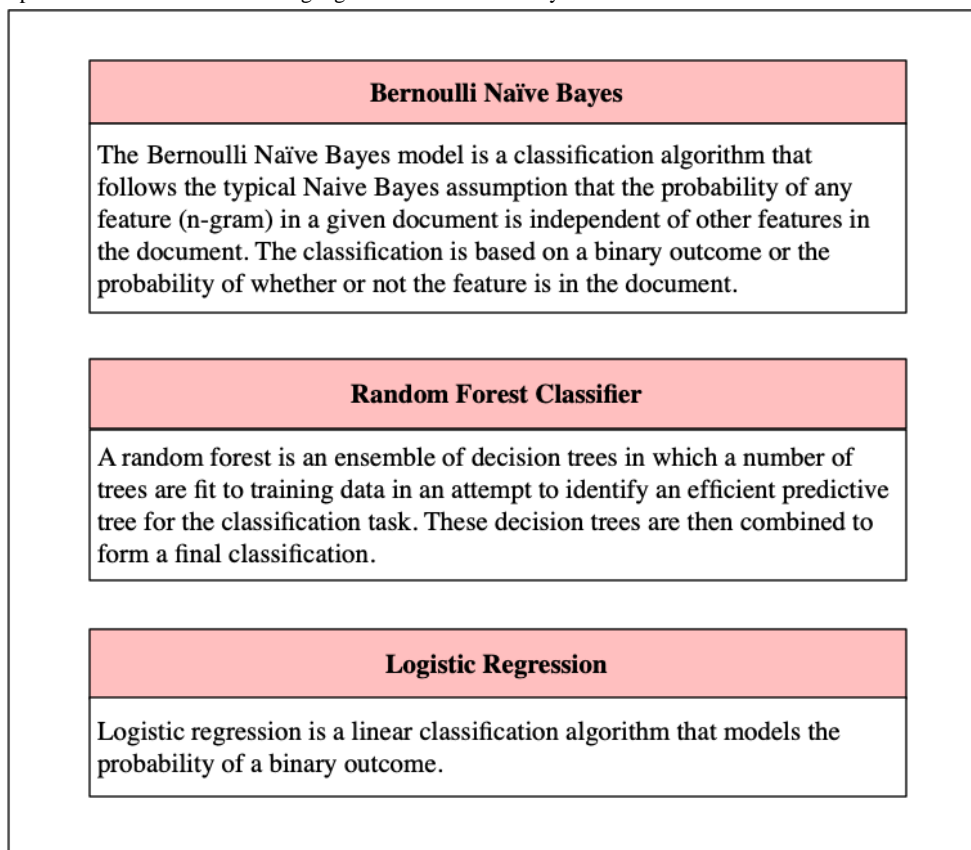 Bernoulli Naïve Bayes
The Bernoulli Naïve Bayes model is a classification algorithm that
follows the typical Naive Bayes assumption that the probability of any
feature (n-gram) in a given document is independent of other features in
the document. The classification is based on a binary outcome or the
probability of whether or not the feature is in the document.
Random Forest Classifier
A random forest is an ensemble of decision trees in which a number of
trees are fit to training data in an attempt to identify an efficient predictive
tree for the classification task. These decision trees are then combined to
form a final classification.
Logistic Regression
Logistic regression is a linear classification algorithm that models the
probability of a binary outcome.